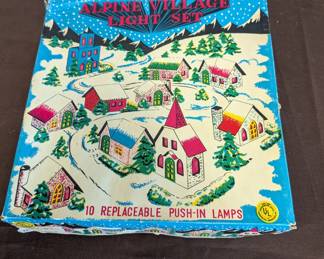 ALPINE VILLAGE
LIGHT SET
10 REPLACEABLE PUSH-IN LAMPS